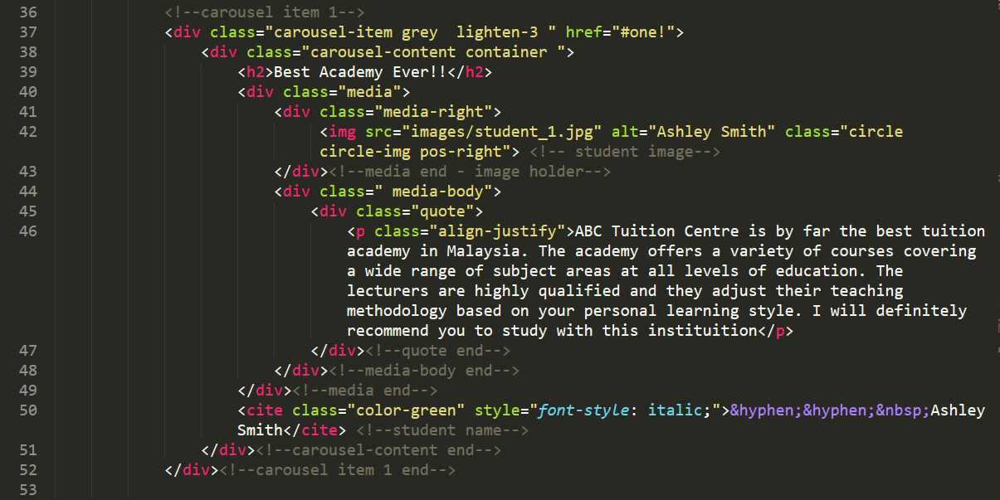 36 <!--carousel item 1-->
37 <div class="carousel-item grey  lighten-3 " href="#one!">
38 <div class="carousel-content container ">
39 <h2>Best Academy Ever!!</h2>
40 <div class="media">
41 <div class="media-right">
42 <img src="images/student_1.jpg" alt="Ashley Smith" class="circle
circle-img pos-right"> <!-- student image-->
43 </div><!--media end - image holder-->
44 <div class=" media-body">
45 <div class="quote">
46 <p class="align-justify">ABC Tuition Centre is by far the best tuition
academy in Malaysia. The academy offers a variety of courses covering
a wide range of subject areas at all levels of education. The
lecturers are highly qualified and they adjust their teaching
methodology based on your personal learning style. I will definitely
recommend you to study with this instituition</p>
47 </div><!--quote end-->
48 </div><!--media-body end-->
49 </div><!--media end-->
50 <cite class="color-green" style="font-style: italic;">&hyphen;&hyphen;&nbsp;Ashley
Smith</cite> <!--student name-->
51 </div><!--carousel-content end-->
52 </div><!--carousel item 1 end-->
53